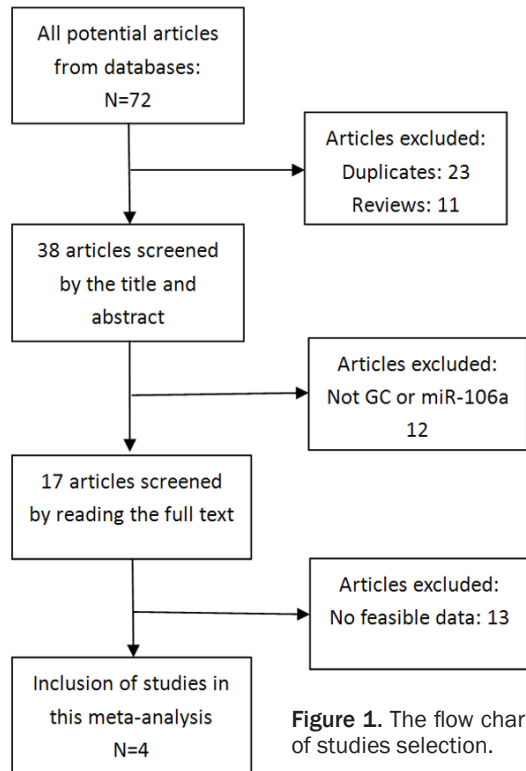 All potential articles
from databases:
N=72
Articles excluded:
Duplicates: 23
Reviews: 11
38 articles screened
by the title and
abstract
Articles excluded:
Not GC or miR-106a
12
17 articles screened
by reading the full text
Articles excluded:
No feasible data: 13
Inclusion of studies in
this meta-analysis
N=4
Figure 1. The flow char
of studies selection.